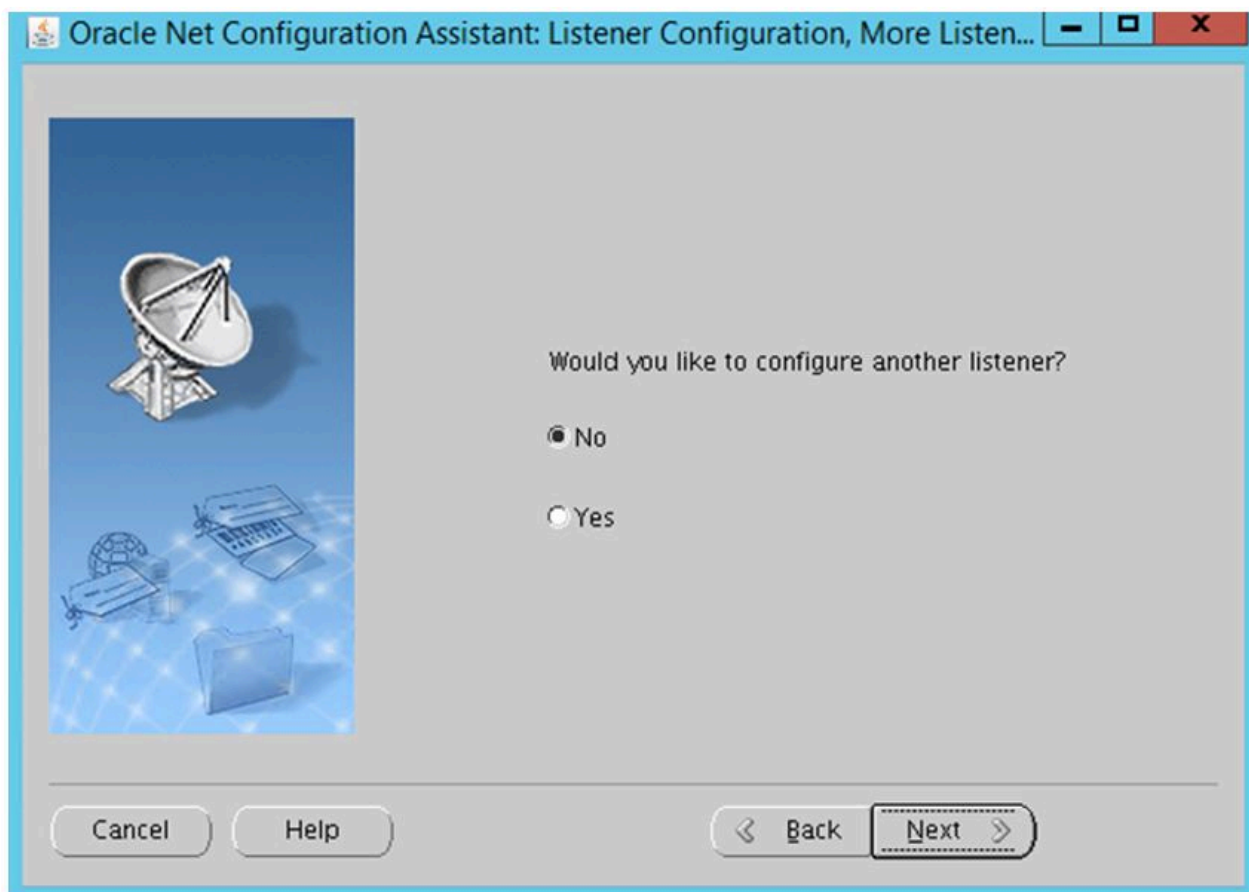 Oracle Net Configuration Assistant: Listener Configuration, More Listen...
Would you like to configure another listener?
No
Yes
Cancel
Help
Back
Next